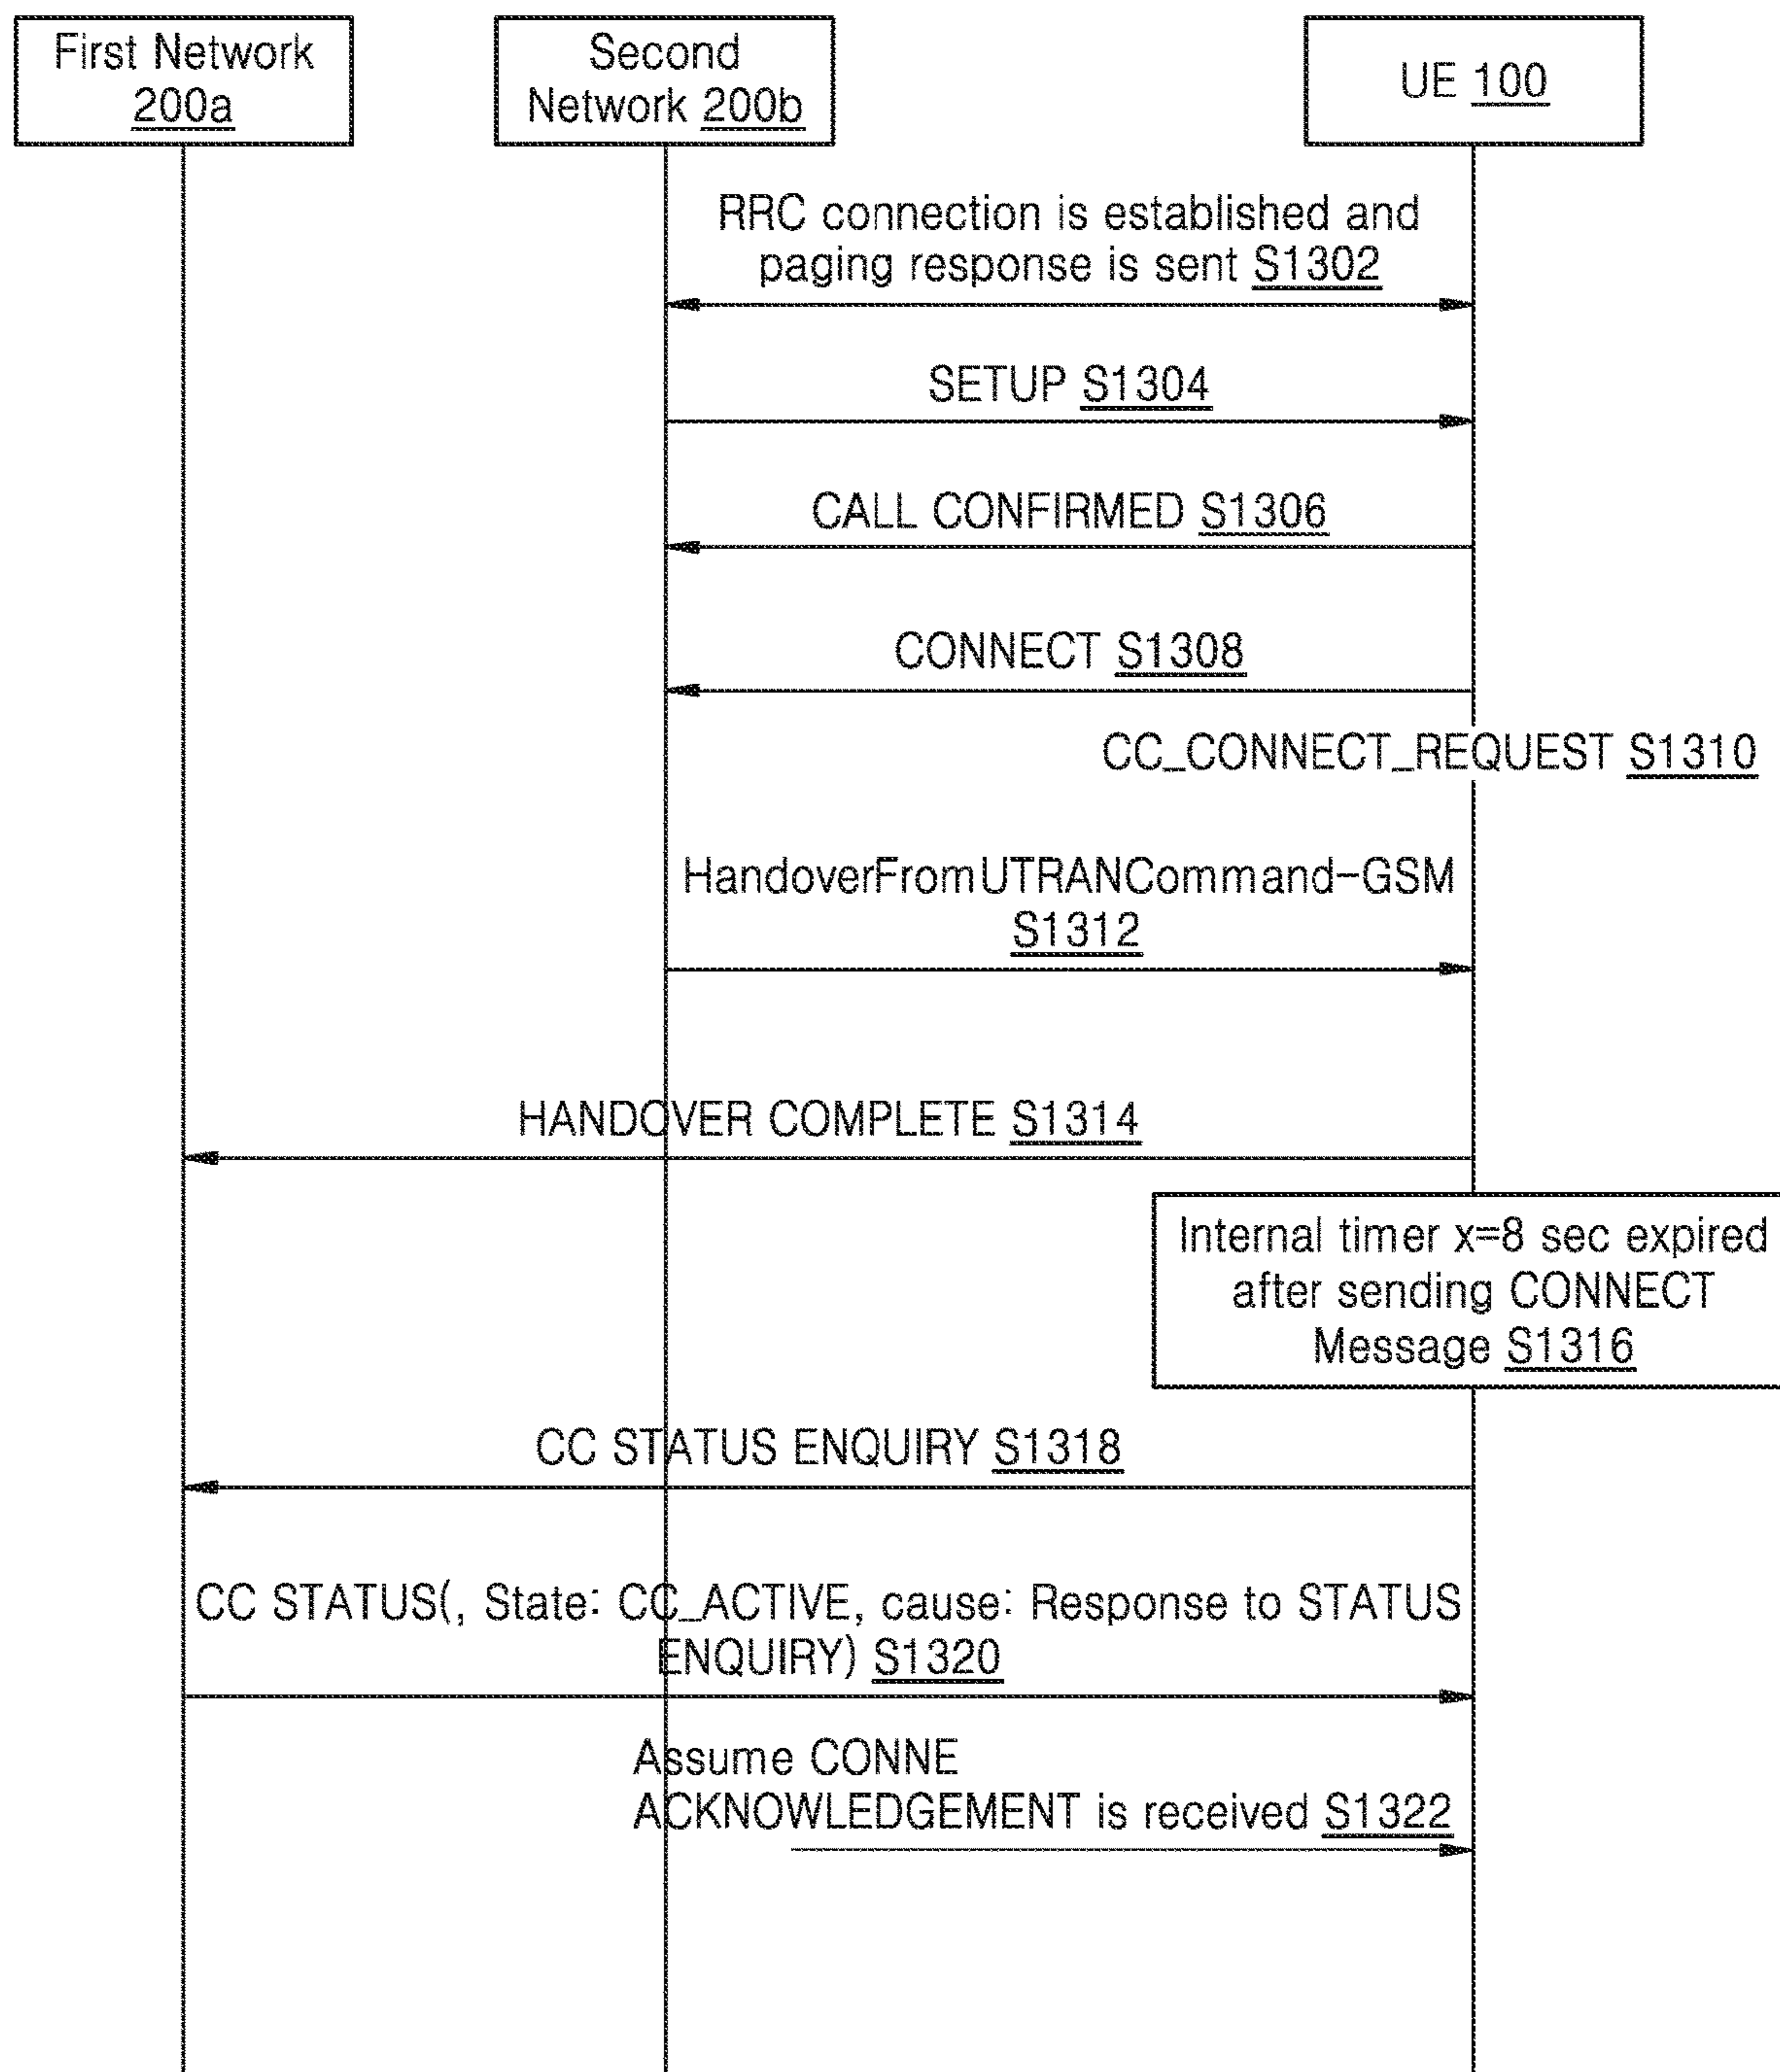 First Network
200a
Second
Network 200b
UE 100
RRC connection is established and
paging response is sent S1302
SETUP S1304
CALL CONFIRMED S1306
CONNECT S1308
CC_CONNECT_REQUEST S1310
HandoverFromUTRANCommand-GSM
S1312
HANDOVER COMPLETE S1314
Internal timer x=8 sec expired
after sending CONNECT
Message S1316
CC STATUS ENQUIRY S1318
CC STATUS(, State: CC_ACTIVE, cause: Response to STATUS
ENQUIRY) S1320
Assume CONNE
ACKNOWLEDGEMENT is received S1322